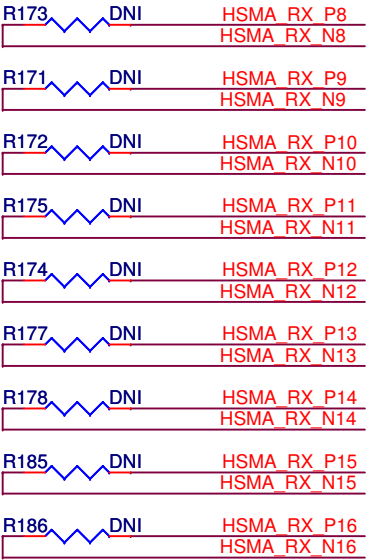 R173 DNI HSMA_RX_P8
HSMA_RX_N8
R171 DNI HSMA_RX_P9
HSMA_RX_N9
R172 DNI HSMA_RX_P10
HSMA_RX_N10
R175 DNI HSMA_RX_P11
HSMA_RX_N11
R174 DNI HSMA_RX_P12
HSMA_RX_N12
R177 DNI HSMA_RX_P13
HSMA_RX_N13
R178 DNI HSMA_RX_P14
HSMA_RX_N14
R185 DNI HSMA_RX_P15
HSMA_RX_N15
R186 DNI HSMA_RX_P16
HSMA_RX_N16